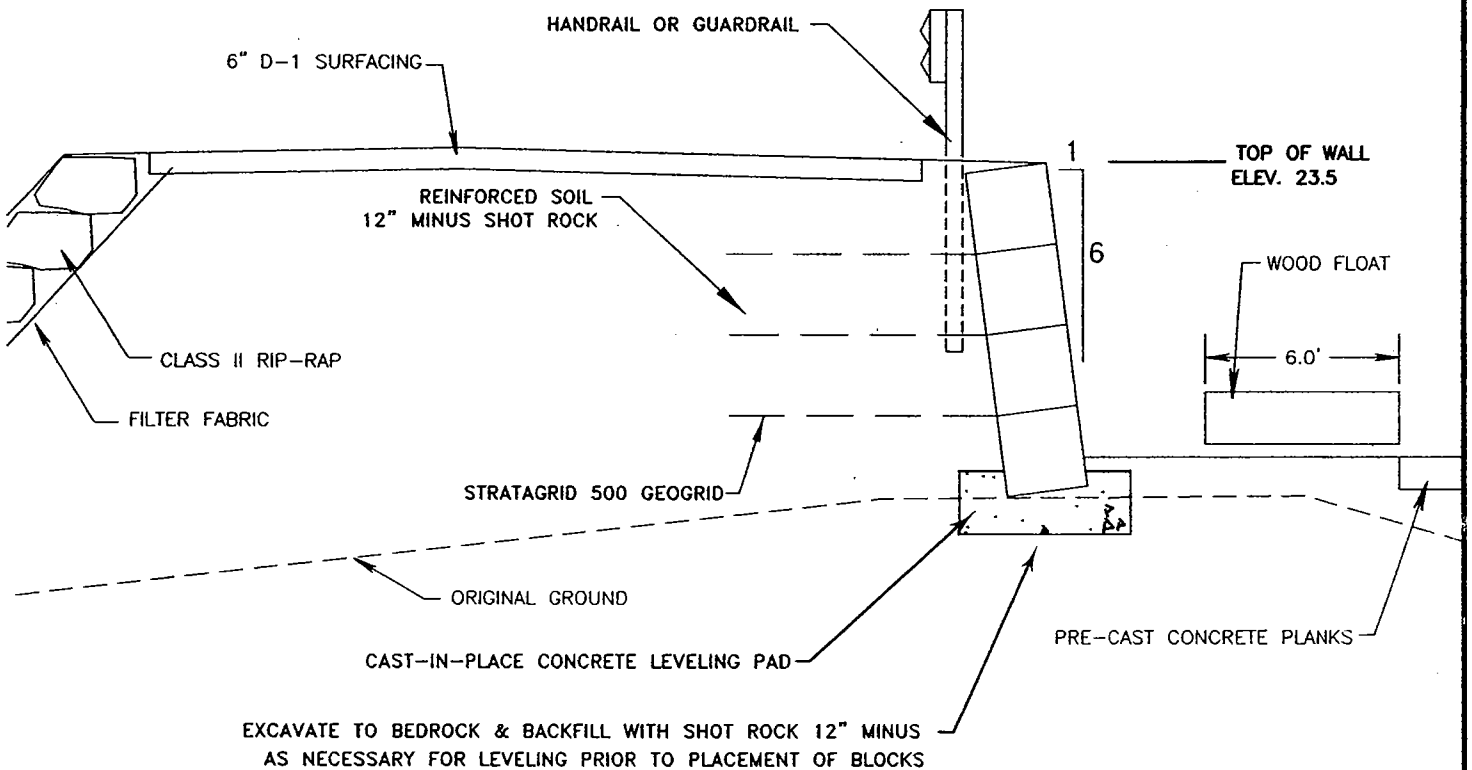 HANDRAIL OR GUARDRAIL
6" D-1 SURFACING
1
TOP OF WALL
ELEV. 23.5
REINFORCED SOIL
12" MINUS SHOT ROCK
6
WOOD FLOAT
6.0'
CLASS II RIP-RAP
FILTER FABRIC
STRATAGRID 500 GEOGRID
ORIGINAL GROUND
PRE-CAST CONCRETE PLANKS
CAST-IN-PLACE CONCRETE LEVELING PAD
EXCAVATE TO BEDROCK & BACKFILL WITH SHOT ROCK 12" MINUS
AS NECESSARY FOR LEVELING PRIOR TO PLACEMENT OF BLOCKS